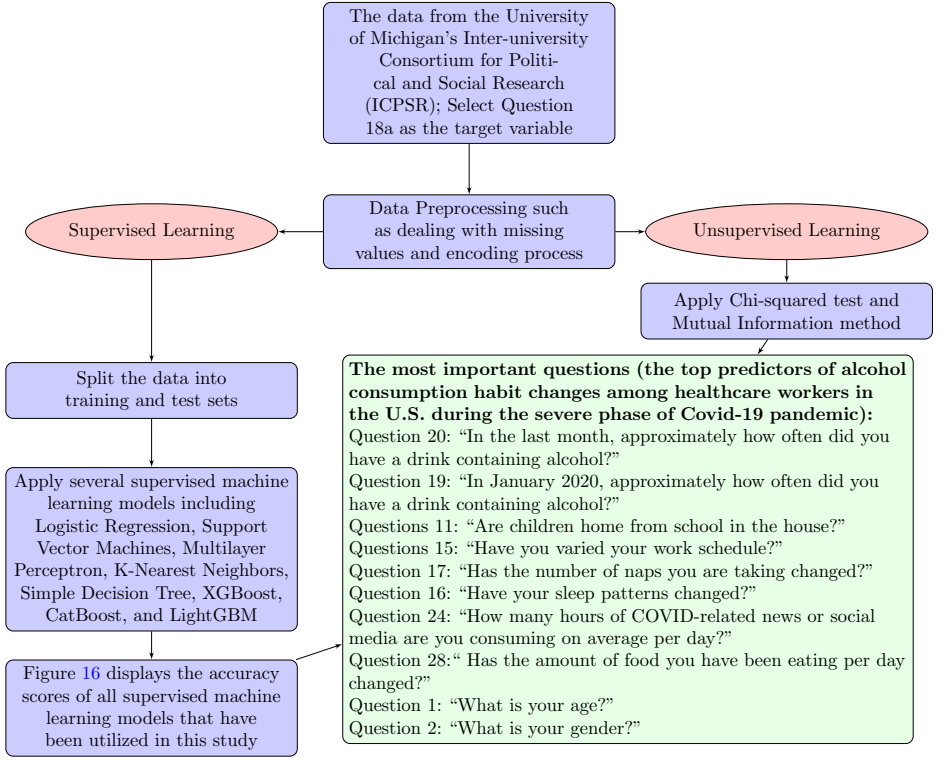 The data from the University
of Michigan's Inter-university
Consortium for Politi-
cal and Social Research
(ICPSR); Select Question
18a as the target variable
Supervised Learning
Data Preprocessing such
as dealing with missing
values and encoding process
Unsupervised Learning
Apply Chi-squared test and
Mutual Information method
Split the data into
training and test sets
Apply several supervised machine
learning models including
Logistic Regression, Support
Vector Machines, Multilayer
Perceptron, K-Nearest Neighbors,
Simple Decision Tree, XGBoost,
CatBoost, and LightGBM
Figure 16 displays the accuracy
scores of all supervised machine
learning models that have
been utilized in this study
The most important questions (the top predictors of alcohol
consumption habit changes among healthcare workers in
the U.S. during the severe phase of Covid-19 pandemic):
Question 20: “In the last month, approximately how often did you
have a drink containing alcohol?”
Question 19: “In January 2020, approximately how often did you
have a drink containing alcohol?”
Questions 11: “Are children home from school in the house?”
Questions 15: “Have you varied your work schedule?”
Question 17: “Has the number of naps you are taking changed?”
Question 16: “Have your sleep patterns changed?”
Question 24: “How many hours of COVID-related news or social
media are you consuming on average per day?”
Question 28:“ Has the amount of food you have been eating per day
changed?”
Question 1: “What is your age?”
Question 2: “What is your gender?”